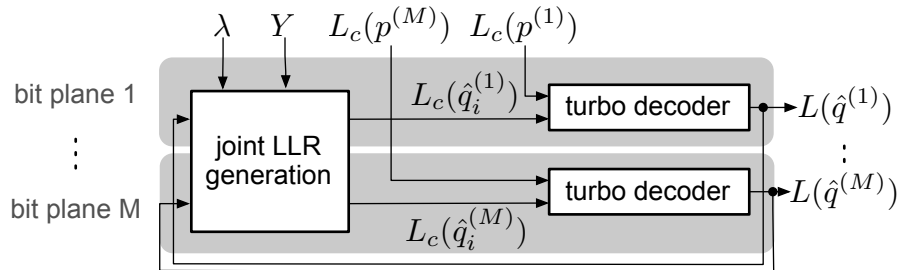 λ Y L_c(p^{(M)}) L_c(p^{(1)})
bit plane 1
L_c(\hat{q}_i^{(1)})
turbo decoder
L(\hat{q}^{(1)})
joint LLR
generation
bit plane M
turbo decoder
L(\hat{q}^{(M)})
L_c(\hat{q}_i^{(M)})